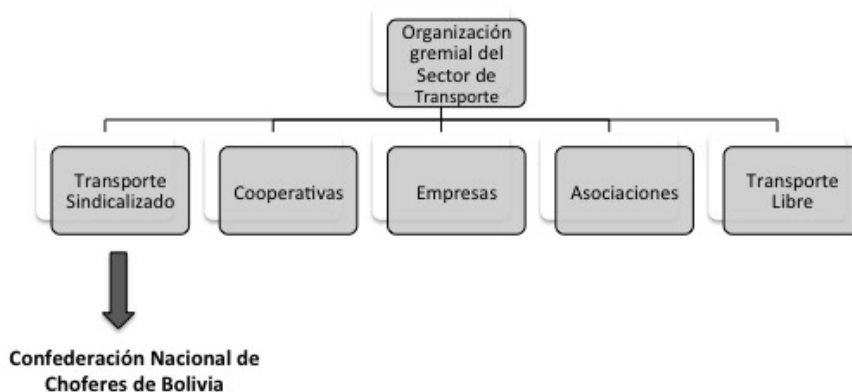 Organización
gremial del
Sector de
Transporte
Transporte
Sindicalizado
Cooperativas
Empresas
Asociaciones
Transporte
Libre
Confederación Nacional de
Choferes de Bolivia